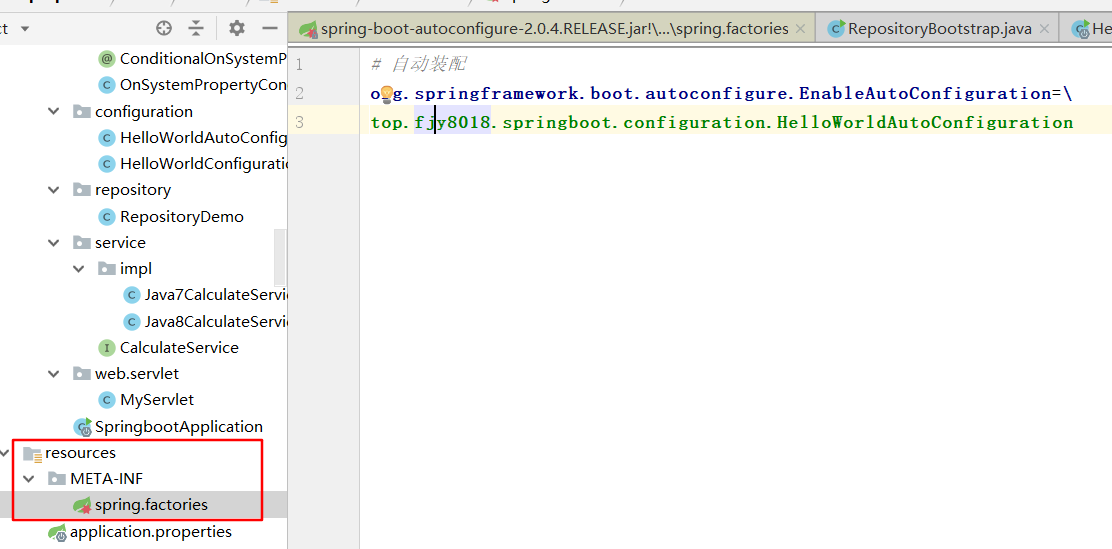 ct
spring-boot-autoconfigure-2.0.4.RELEASE.jar!\...\spring.factories
RepositoryBootstrap.java
He
ConditionalOnSystemP
OnSystemPropertyCon
configuration
HelloWorldAutoConfig
HelloWorldConfiguratio
repository
RepositoryDemo
service
impl
Java7CalculateServi
Java8CalculateServi
CalculateService
web.servlet
MyServlet
SpringbootApplication
resources
META-INF
spring.factories
application.properties
1 # 自动装配
2 org.springframework.boot.autoconfigure.EnableAutoConfiguration=\
3 top.fjy8018.springboot.configuration.HelloWorldAutoConfiguration